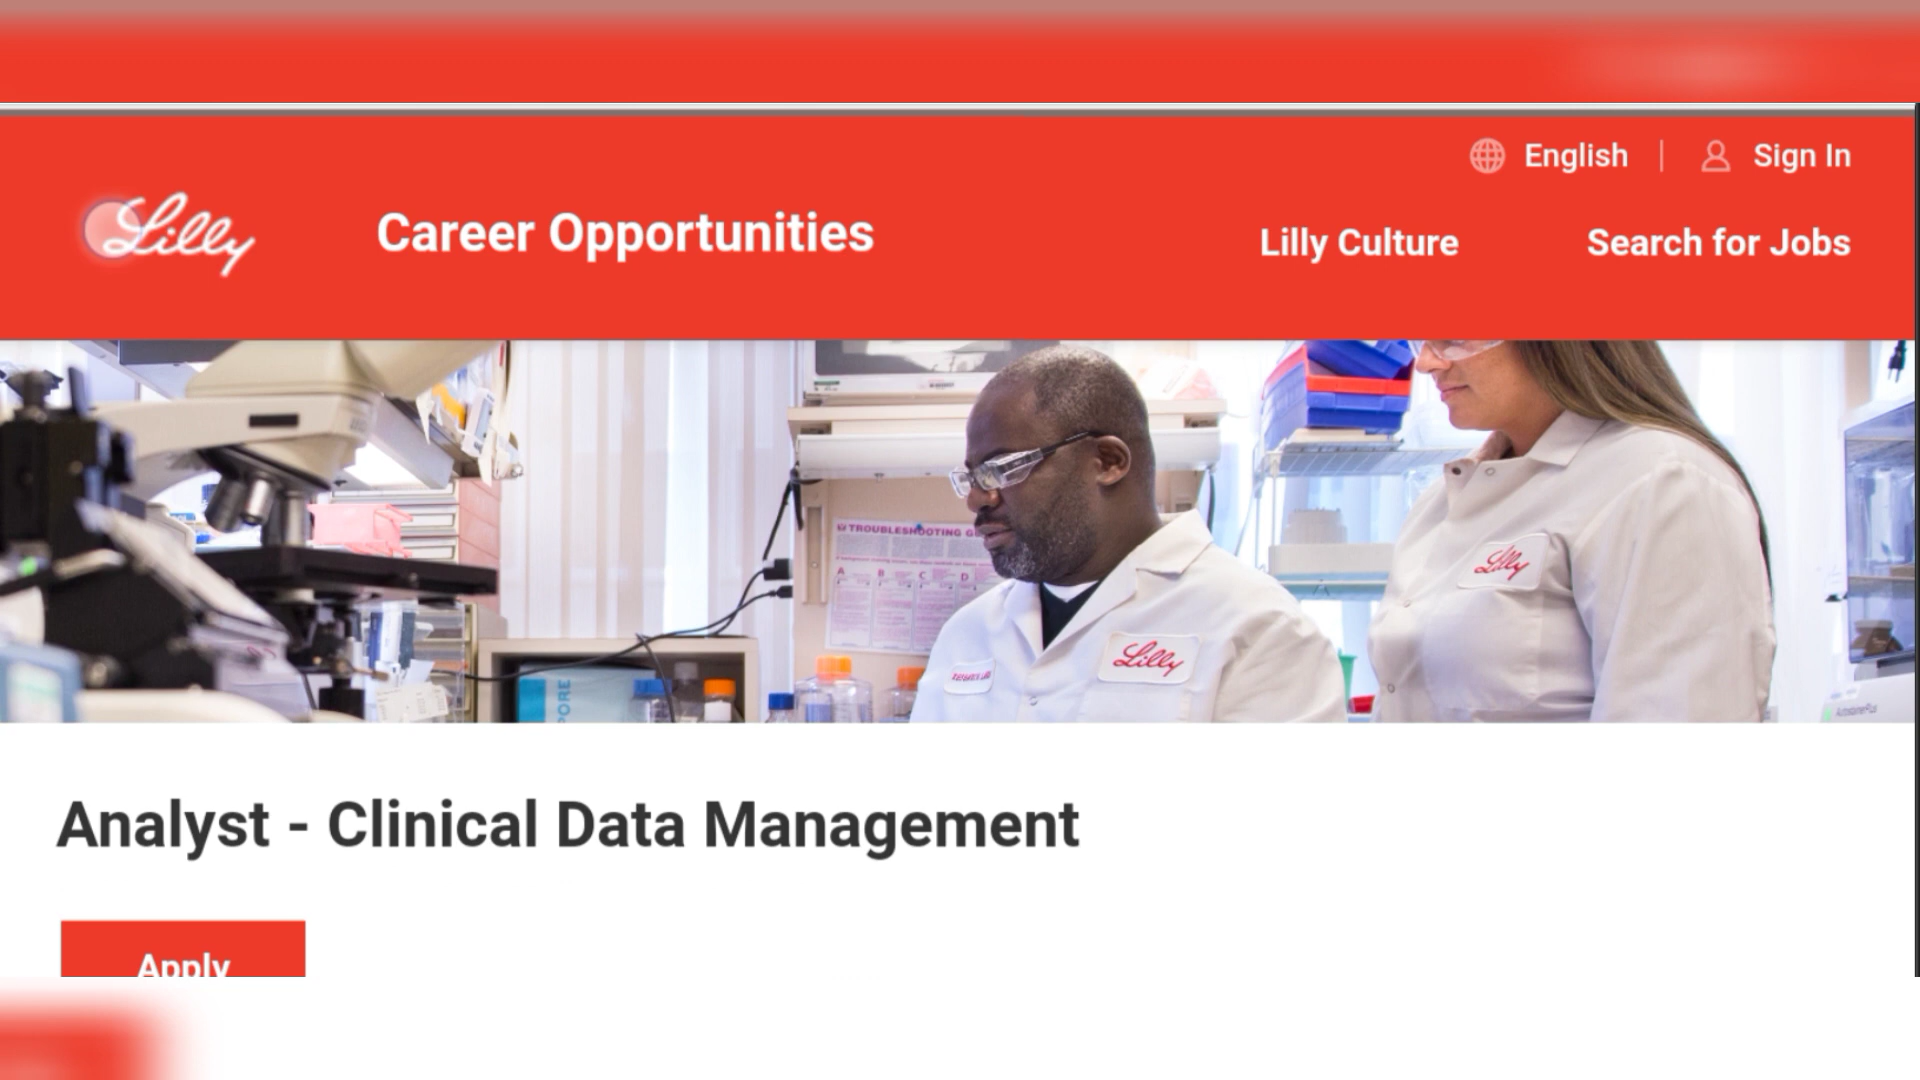 English | Sign In
Lilly
Career Opportunities
Lilly Culture
Search for Jobs
TROUBLESHOOTING
A B C D
Lilly
Lilly
PORE
Analyst - Clinical Data Management
Apply